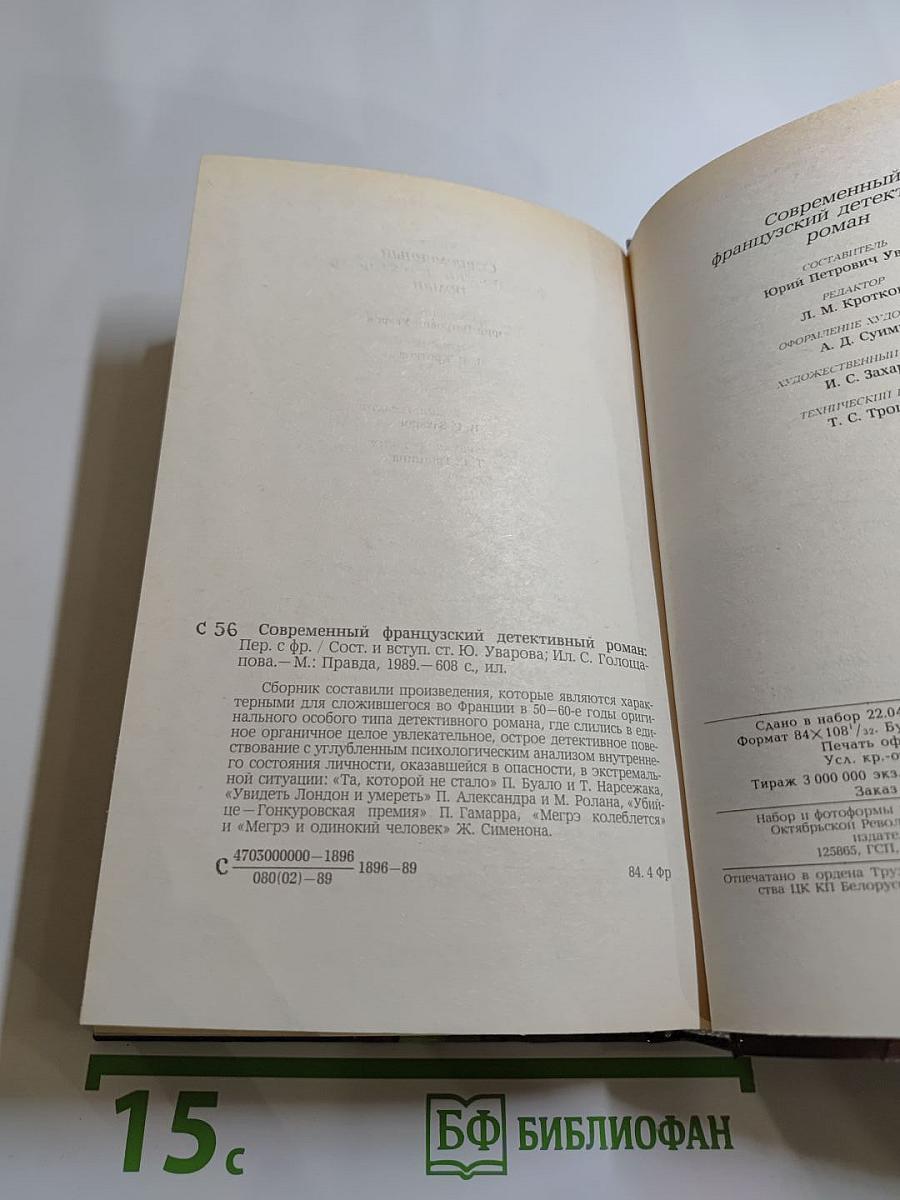 С 56 Современный французский детективный роман:
Пер. с фр. / Сост. и вступ. ст. Ю. Уварова; Ил. С. Голоща-
пова.— М.: Правда, 1989.— 608 с., ил.
Сборник составили произведения, которые являются харак-
терными для сложившегося во Франции в 50—60-е годы ориги-
нального особого типа детективного романа, где слились в еди-
ное органичное целое увлекательное, острое детективное пове-
ствование с углубленным психологическим анализом внутренне-
го состояния личности, оказавшейся в опасности, в экстремаль-
ной ситуации: «Та, которой не стало» П. Буало и Т. Нарсежака,
«Увидеть Лондон и умереть» П. Александра и М. Ролана, «Убий-
це — Гонкуровская премия» П. Гамарра, «Мегрэ колеблется»
и «Мегрэ и одинокий человек» Ж. Сименона.
С 4703000000—1896
080(02)—89
1896—89
84. 4 Фр
Современный
французский детект
роман
СОСТАВИТЕЛЬ
Юрий Петрович Ув
РЕДАКТОР
Л. М. Кротков
ОФОРМЛЕНИЕ ХУДО
А. Д. Суим
ХУДОЖЕСТВЕННЫЙ
И. С. Захар
ТЕХНИЧЕСКИЙ
Т. С. Трош
Сдано в набор 22.04
Формат 84×108 1/32. Бу
Печать оф
Усл. кр.-о
Тираж 3 000 000 экз.
Заказ
Набор и фотоформы
Октябрьской Револ
издате
125865, ГСП,
Отпечатано в ордена Труд
ства ЦК КП Белорус
15 с
БФ БИБЛИОФАН